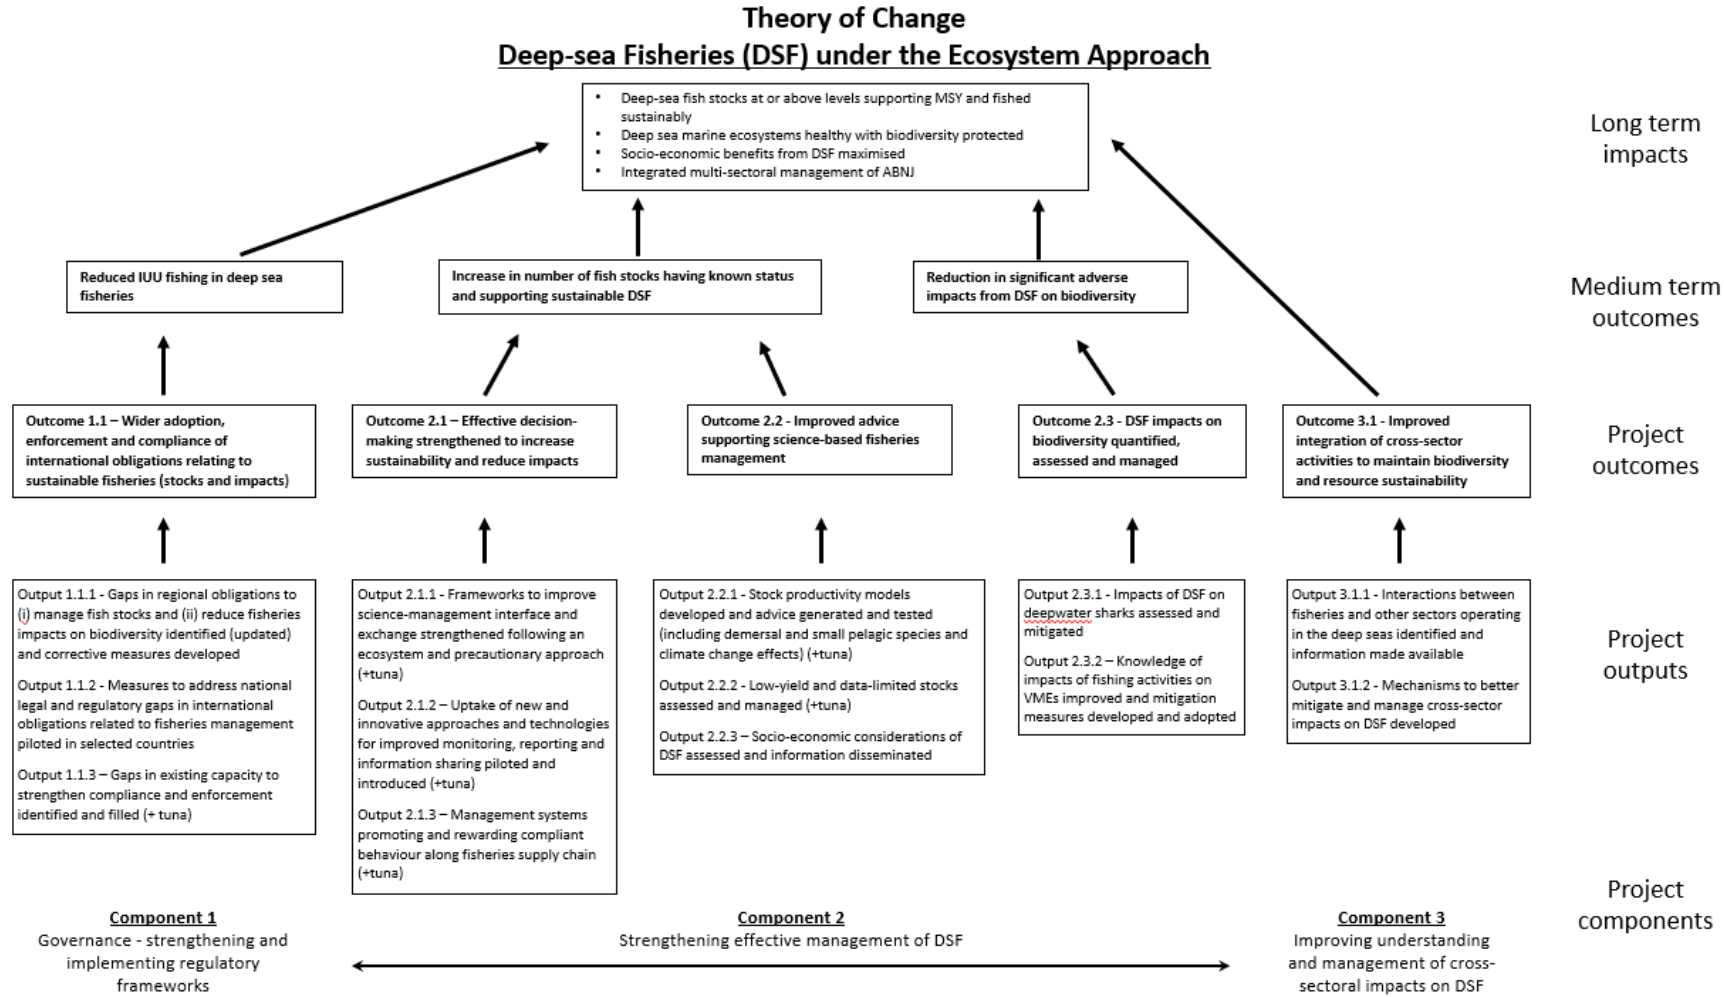 Theory of Change
Deep-sea Fisheries (DSF) under the Ecosystem Approach
• Deep-sea fish stocks at or above levels supporting MSY and fished
sustainably
• Deep sea marine ecosystems healthy with biodiversity protected
• Socio-economic benefits from DSF maximised
• Integrated multi-sectoral management of ABNJ
Long term
impacts
Reduced IUU fishing in deep sea
fisheries
Increase in number of fish stocks having known status
and supporting sustainable DSF
Reduction in significant adverse
impacts from DSF on biodiversity
Medium term
outcomes
Outcome 1.1 – Wider adoption,
enforcement and compliance of
international obligations relating to
sustainable fisheries (stocks and impacts)
Outcome 2.1 – Effective decision-
making strengthened to increase
sustainability and reduce impacts
Outcome 2.2 - Improved advice
supporting science-based fisheries
management
Outcome 2.3 - DSF impacts on
biodiversity quantified,
assessed and managed
Outcome 3.1 - Improved
integration of cross-sector
activities to maintain biodiversity
and resource sustainability
Project
outcomes
Output 1.1.1 - Gaps in regional obligations to
(i) manage fish stocks and (ii) reduce fisheries
impacts on biodiversity identified (updated)
and corrective measures developed
Output 1.1.2 - Measures to address national
legal and regulatory gaps in international
obligations related to fisheries management
piloted in selected countries
Output 1.1.3 – Gaps in existing capacity to
strengthen compliance and enforcement
identified and filled (+ tuna)
Output 2.1.1 - Frameworks to improve
science-management interface and
exchange strengthened following an
ecosystem and precautionary approach
(+tuna)
Output 2.1.2 – Uptake of new and
innovative approaches and technologies
for improved monitoring, reporting and
information sharing piloted and
introduced (+tuna)
Output 2.1.3 – Management systems
promoting and rewarding compliant
behaviour along fisheries supply chain
(+tuna)
Output 2.2.1 - Stock productivity models
developed and advice generated and tested
(including demersal and small pelagic species and
climate change effects) (+tuna)
Output 2.2.2 - Low-yield and data-limited stocks
assessed and managed (+tuna)
Output 2.2.3 – Socio-economic considerations of
DSF assessed and information disseminated
Output 2.3.1 - Impacts of DSF on
deepwater sharks assessed and
mitigated
Output 2.3.2 – Knowledge of
impacts of fishing activities on
VMEs improved and mitigation
measures developed and adopted
Output 3.1.1 - Interactions between
fisheries and other sectors operating
in the deep seas identified and
information made available
Output 3.1.2 - Mechanisms to better
mitigate and manage cross-sector
impacts on DSF developed
Project
outputs
Component 1
Governance - strengthening and
implementing regulatory
frameworks
Component 2
Strengthening effective management of DSF
Component 3
Improving understanding
and management of cross-
sectoral impacts on DSF
Project
components